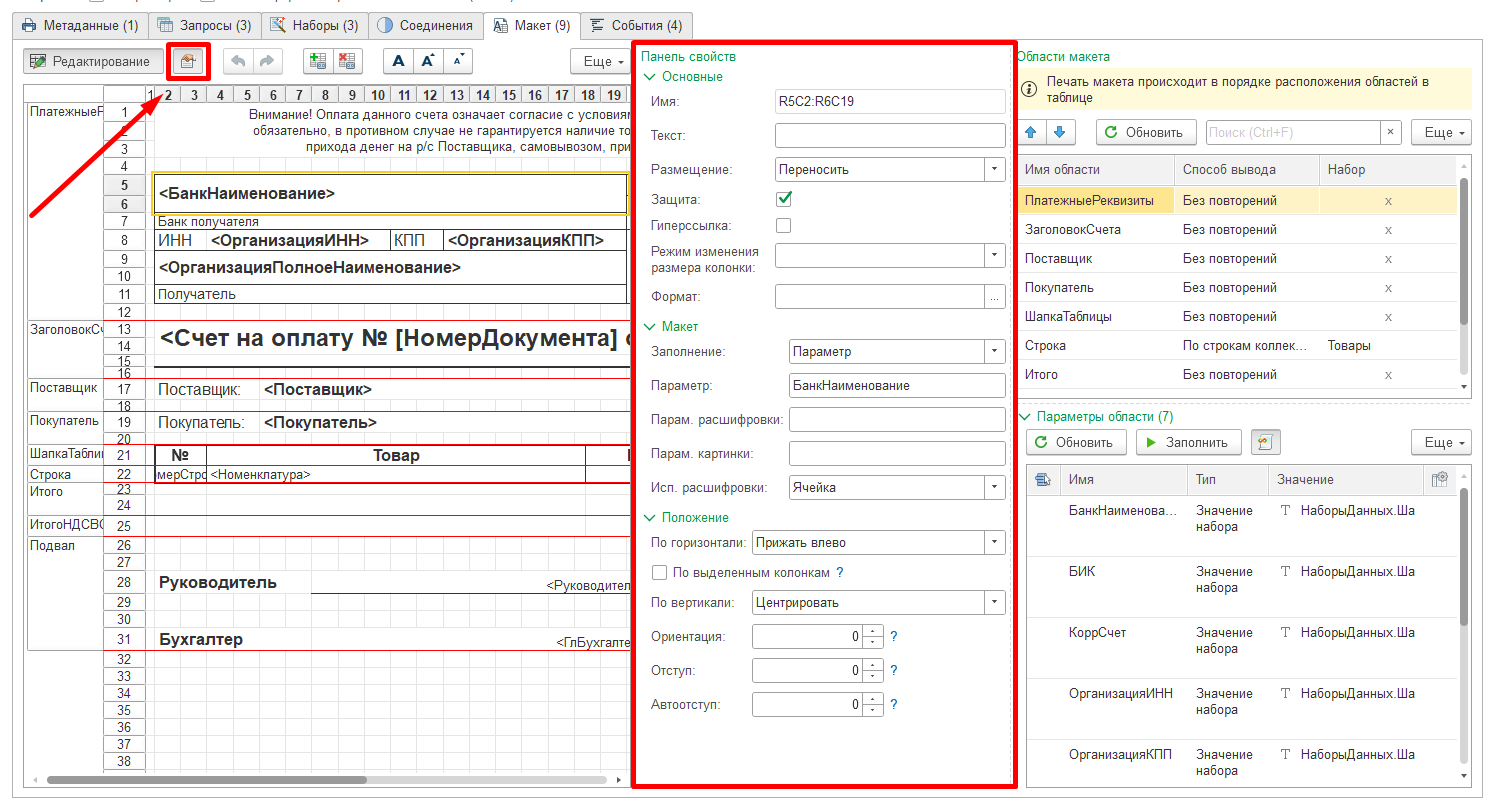 Метаданные (1)
Запросы (3)
Наборы (3)
Соединения
Макет (9)
События (4)
Редактирование
A
A
A
Еще
1 2 3 4 5 6 7 8 9 10 11 12 13 14 15 16 17 18 19
ПлатежныеР
1 Внимание! Оплата данного счета означает согласие с условиям
2 обязательно, в противном случае не гарантируется наличие то
3 прихода денег на р/с Поставщика, самовывозом, при
4
5
<БанкНаименование>
6
7 Банк получателя
8 ИНН <ОрганизацияИНН> КПП <ОрганизацияКПП>
9
<ОрганизацияПолноеНаименование>
10
11 Получатель
12
ЗаголовокСч 13
<Счет на оплату № [НомерДокумента] о
14
15
16
Поставщик 17 Поставщик: <Поставщик>
18
Покупатель 19 Покупатель: <Покупатель>
20
ШапкаТаблиц 21 № Товар
Строка 22 мерСтро <Номенклатура>
Итого 23
24
ИтогоНДСВС 25
Подвал 26
27
28 Руководитель <Руководител
29
30
31 Бухгалтер <ГлБухгалте
32
33
34
35
36
37
38
Панель свойств
Основные
Имя: R5C2:R6C19
Текст:
Размещение: Переносить
Защита:
Гиперссылка:
Режим изменения
размера колонки:
Формат: ...
Макет
Заполнение: Параметр
Параметр: БанкНаименование
Парам. расшифровки:
Парам. картинки:
Исп. расшифровки: Ячейка
Положение
По горизонтали: Прижать влево
По выделенным колонкам ?
По вертикали: Центрировать
Ориентация: 0 ?
Отступ: 0 ?
Автоотступ: 0 ?
Области макета
Печать макета происходит в порядке расположения областей в
таблице
Обновить
Поиск (Ctrl+F) ×
Еще
Имя области Способ вывода Набор
ПлатежныеРеквизиты Без повторений x
ЗаголовокСчета Без повторений x
Поставщик Без повторений x
Покупатель Без повторений x
ШапкаТаблицы Без повторений x
Строка По строкам коллек... Товары
Итого Без повторений x
Параметры области (7)
Обновить
Заполнить
Еще
Имя Тип Значение
БанкНаименова... Значение T НаборыДанных.Ша
набора
БИК Значение T НаборыДанных.Ша
набора
КоррСчет Значение T НаборыДанных.Ша
набора
ОрганизацияИНН Значение T НаборыДанных.Ша
набора
ОрганизацияКПП Значение T НаборыДанных.Ша
набора